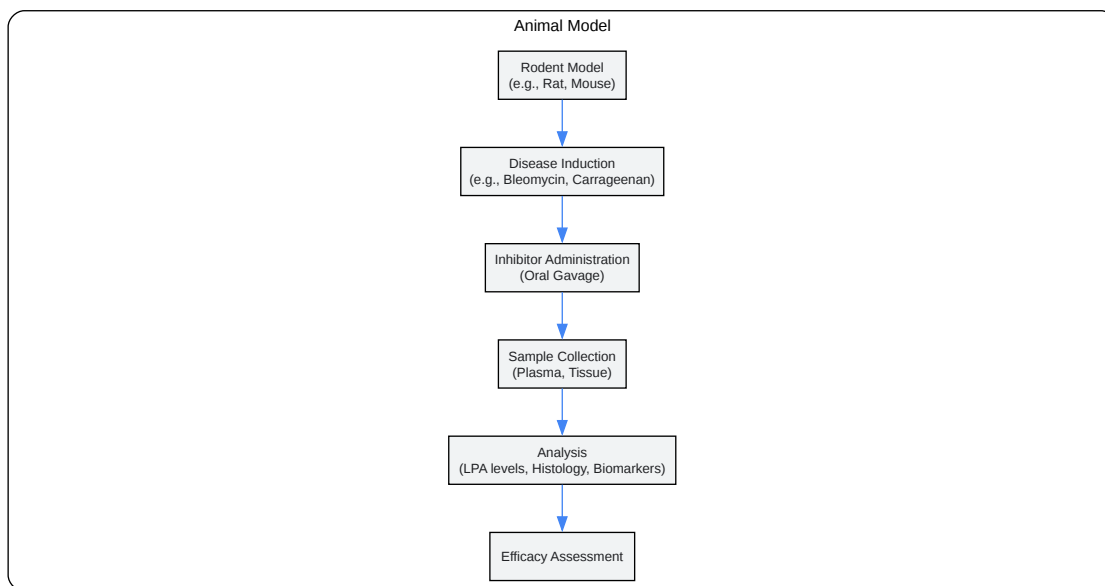 Animal Model
Rodent Model
(e.g., Rat, Mouse)
Disease Induction
(e.g., Bleomycin, Carrageenan)
Inhibitor Administration
(Oral Gavage)
Sample Collection
(Plasma, Tissue)
Analysis
(LPA levels, Histology, Biomarkers)
Efficacy Assessment